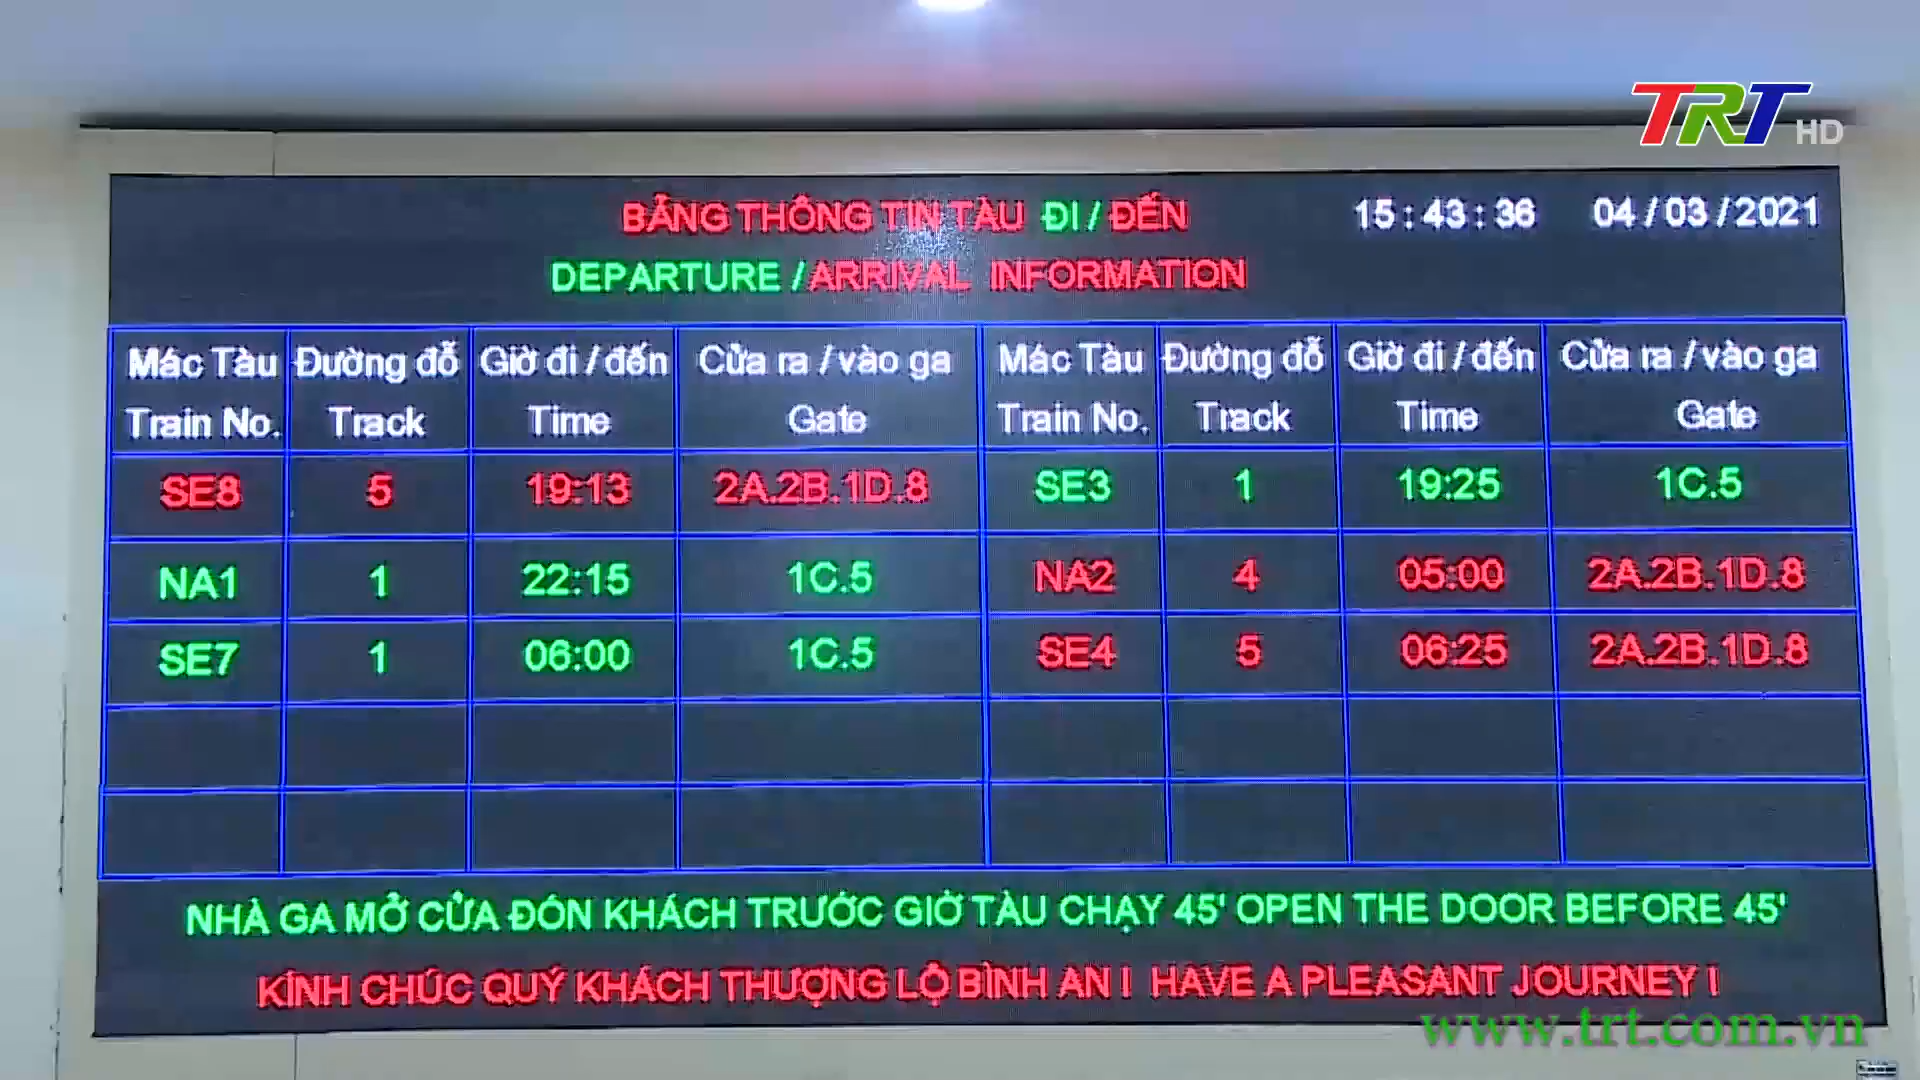 TRT HD
BẢNG THÔNG TIN TÀU ĐI / ĐẾN 15 : 43 : 36 04 / 03 / 2021
DEPARTURE / ARRIVAL INFORMATION
Mác Tàu Đường đỗ Giờ đi / đến Cửa ra / vào ga Mác Tàu Đường đỗ Giờ đi / đến Cửa ra / vào ga
Train No. Track Time Gate Train No. Track Time Gate
SE8 5 19:13 2A.2B.1D.8 SE3 1 19:25 1C.5
NA1 1 22:15 1C.5 NA2 4 05:00 2A.2B.1D.8
SE7 1 06:00 1C.5 SE4 5 06:25 2A.2B.1D.8
NHÀ GA MỞ CỬA ĐÓN KHÁCH TRƯỚC GIỜ TÀU CHẠY 45' OPEN THE DOOR BEFORE 45'
KÍNH CHÚC QUÝ KHÁCH THƯỢNG LỘ BÌNH AN ! HAVE A PLEASANT JOURNEY !
www.trt.com.vn